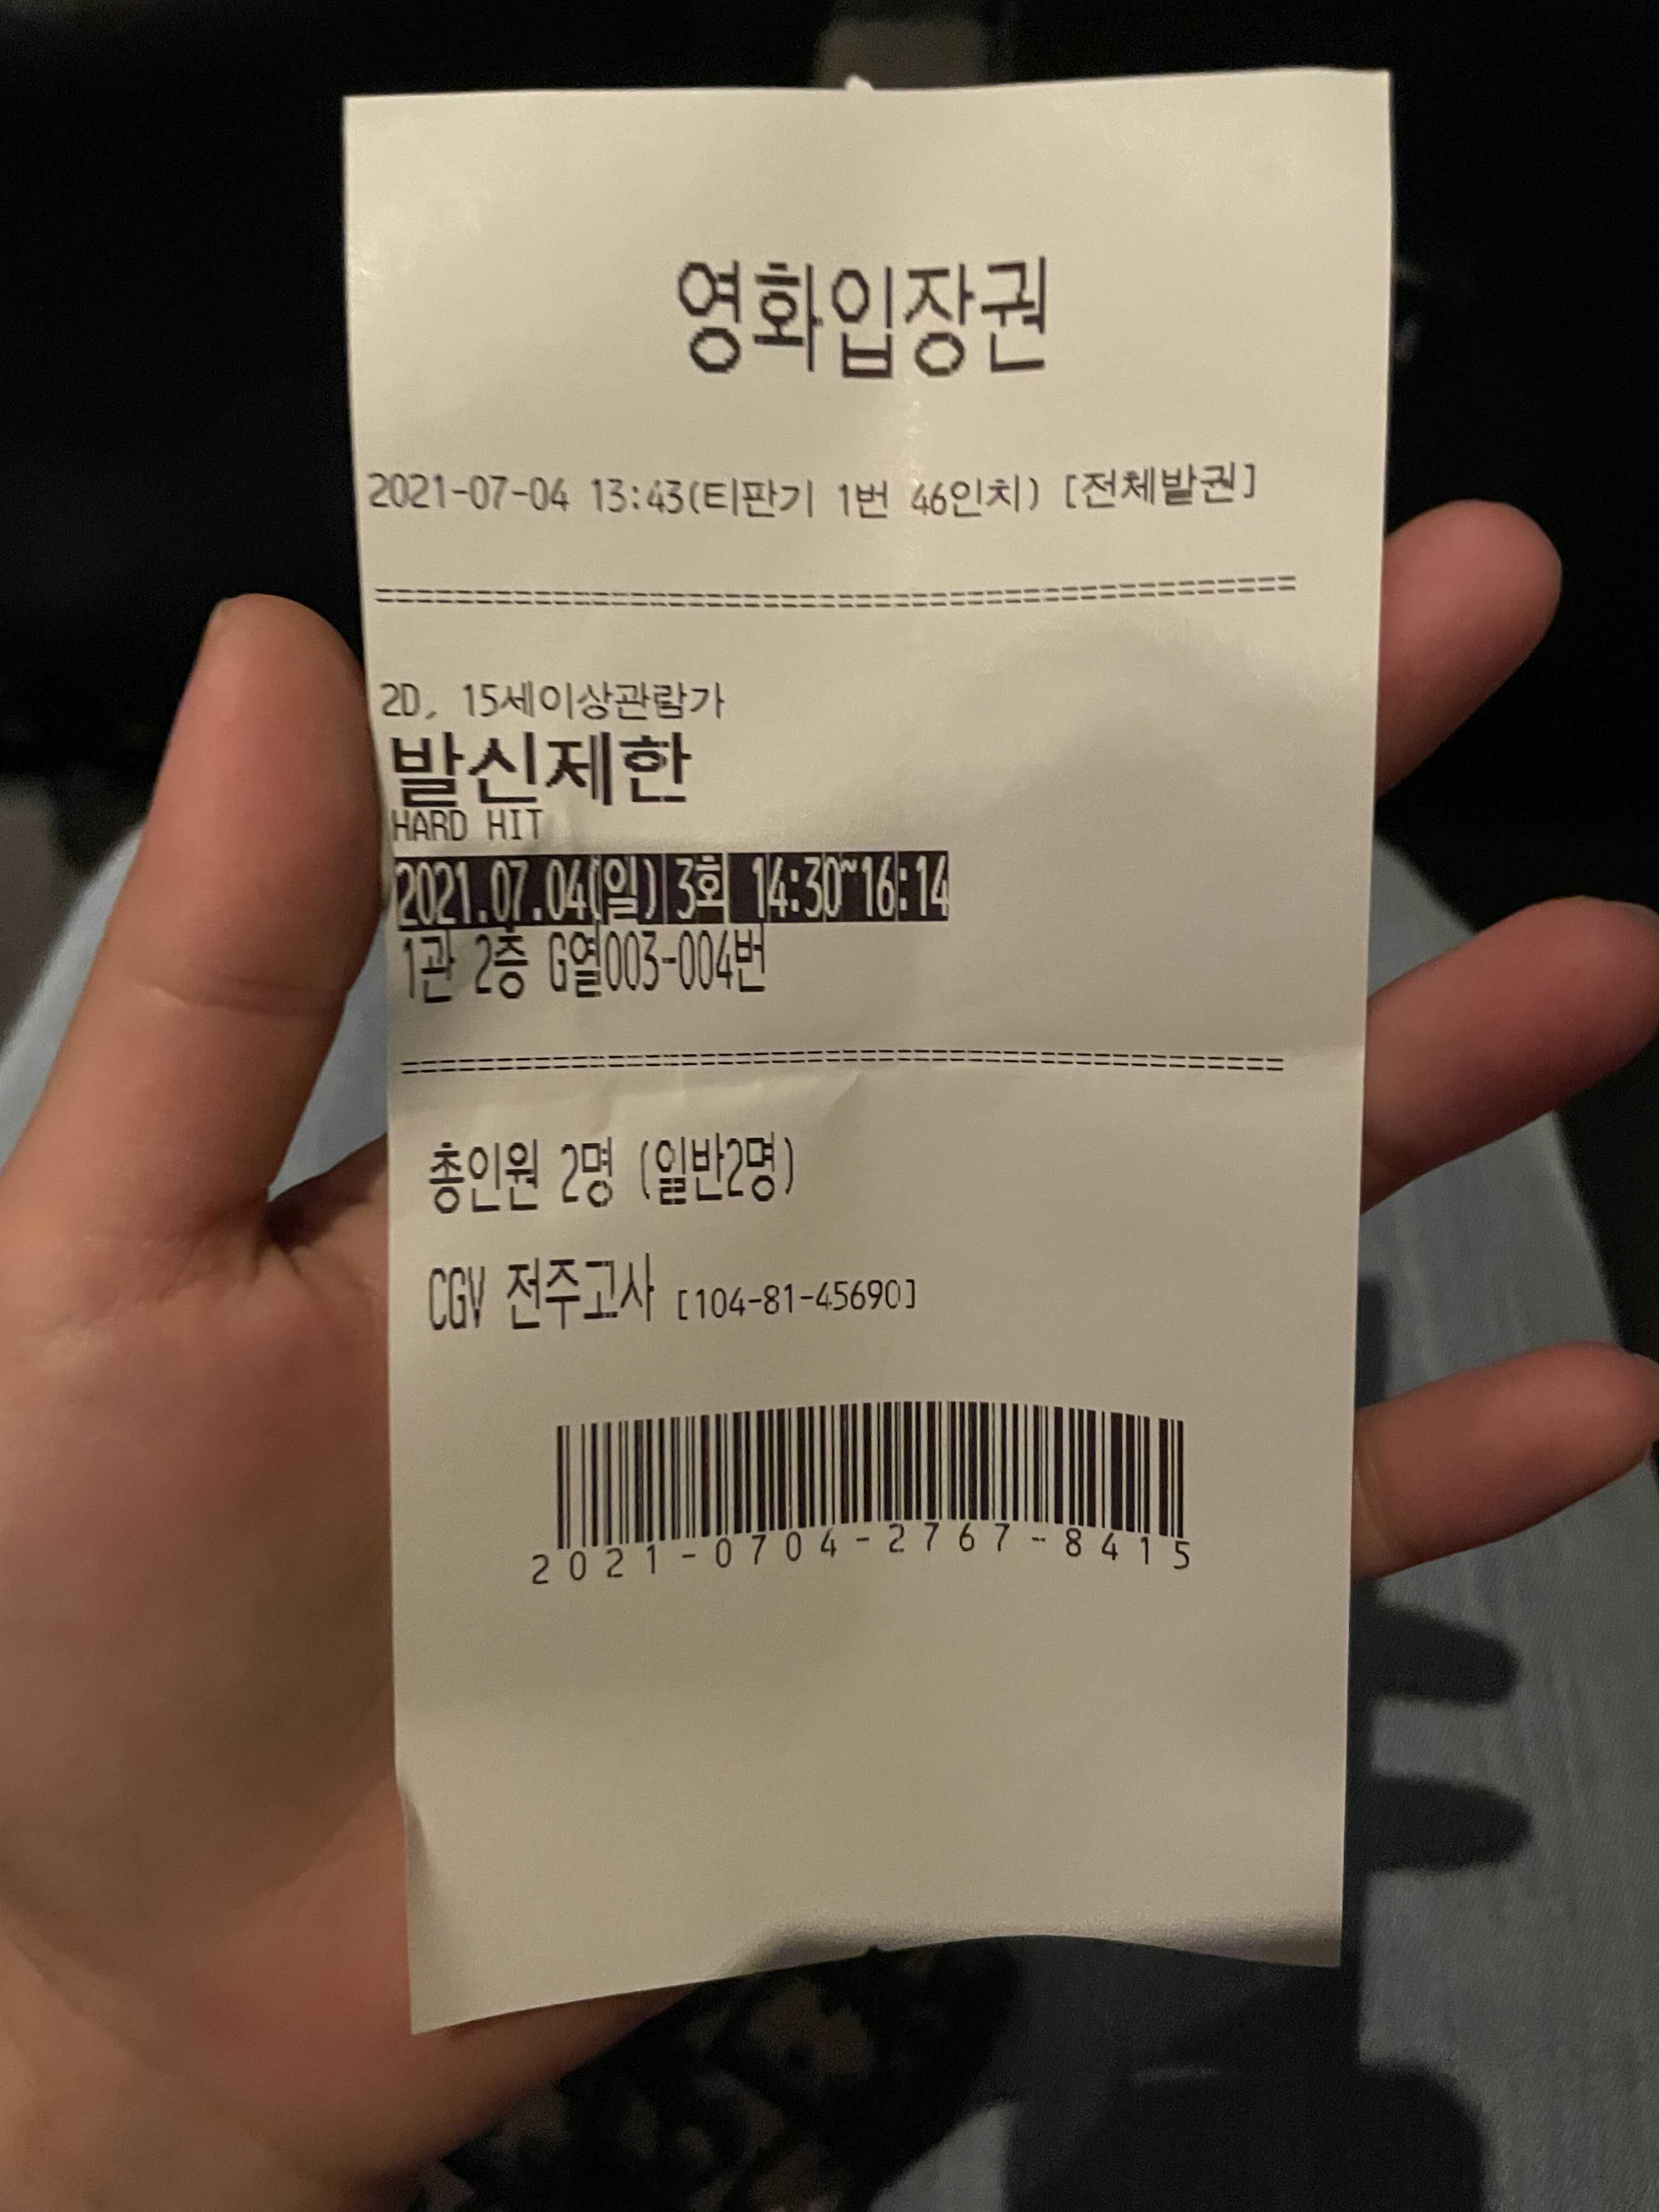 영화입장권
2021-07-04 13:43(티판기 1번 46인치) [전체발권]
==============================================
2D, 15세이상관람가
발신제한
HARD HIT
2021.07.04(일) 3회 14:30~16:14
1관 2층 G열003-004번
==============================================
총인원 2명 (일반2명)
CGV 전주고사 [104-81-45690]
2021-0704-2767-8415